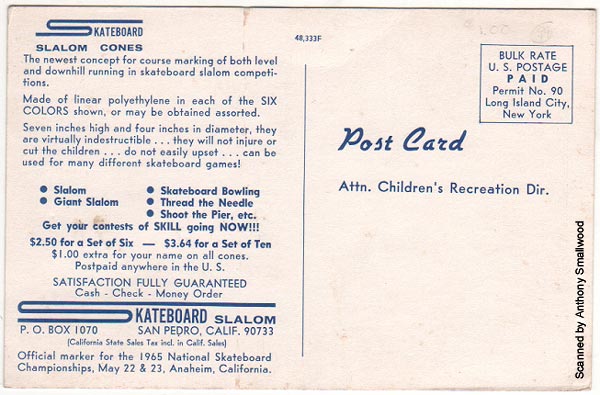 SKATEBOARD
SLALOM CONES
The newest concept for course marking of both level
and downhill running in skateboard slalom competi-
tions.
Made of linear polyethylene in each of the SIX
COLORS shown, or may be obtained assorted.
Seven inches high and four inches in diameter, they
are virtually indestructible . . . they will not injure or
cut the children . . . do not easily upset . . . can be
used for many different skateboard games!
● Slalom
● Giant Slalom
● Skateboard Bowling
● Thread the Needle
● Shoot the Pier, etc.
Get your contests of SKILL going NOW!!!
$2.50 for a Set of Six — $3.64 for a Set of Ten
$1.00 extra for your name on all cones.
Postpaid anywhere in the U. S.
SATISFACTION FULLY GUARANTEED
Cash - Check - Money Order
SKATEBOARD SLALOM
P. O. BOX 1070 SAN PEDRO, CALIF. 90733
(California State Sales Tax incl. in Calif. Sales)
Official marker for the 1965 National Skateboard
Championships, May 22 & 23, Anaheim, California.
48,333F
1.00
BULK RATE
U. S. POSTAGE
PAID
Permit No. 90
Long Island City,
New York
Post Card
Attn. Children's Recreation Dir.
Scanned by Anthony Smallwood